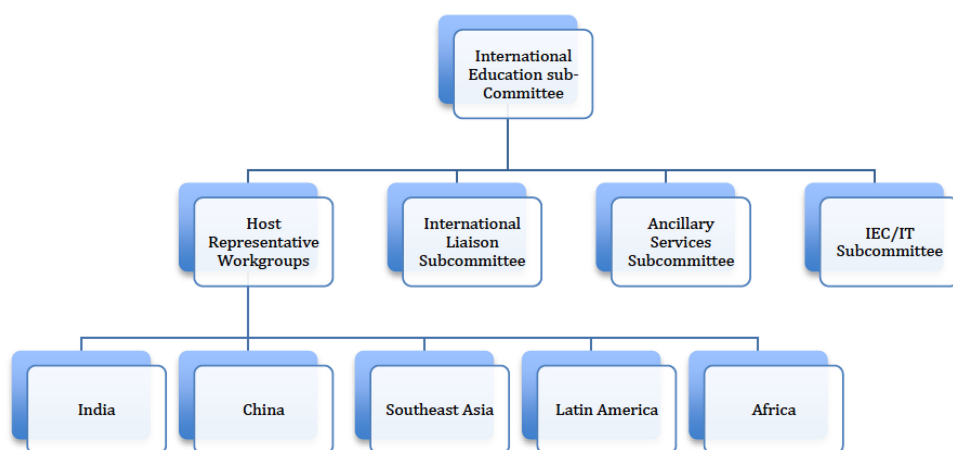 International
Education sub-
Committee
Host
Representative
Workgroups
International
Liaison
Subcommittee
Ancillary
Services
Subcommittee
IEC/IT
Subcommittee
India
China
Southeast Asia
Latin America
Africa